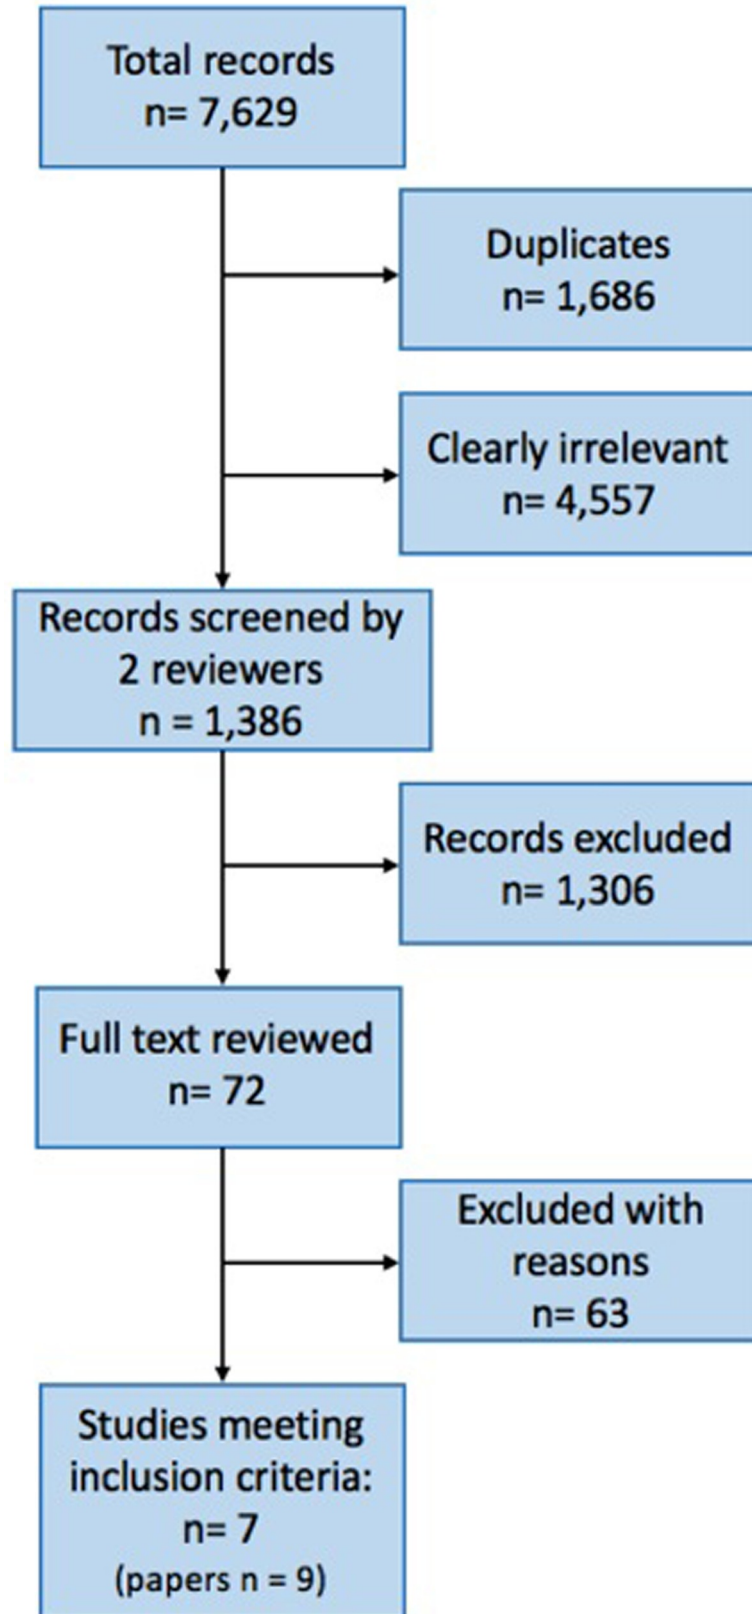 Total records
n= 7,629
Duplicates
n= 1,686
Clearly irrelevant
n= 4,557
Records screened by
2 reviewers
n = 1,386
Records excluded
n= 1,306
Full text reviewed
n= 72
Excluded with
reasons
n= 63
Studies meeting
inclusion criteria:
n= 7
(papers n = 9)